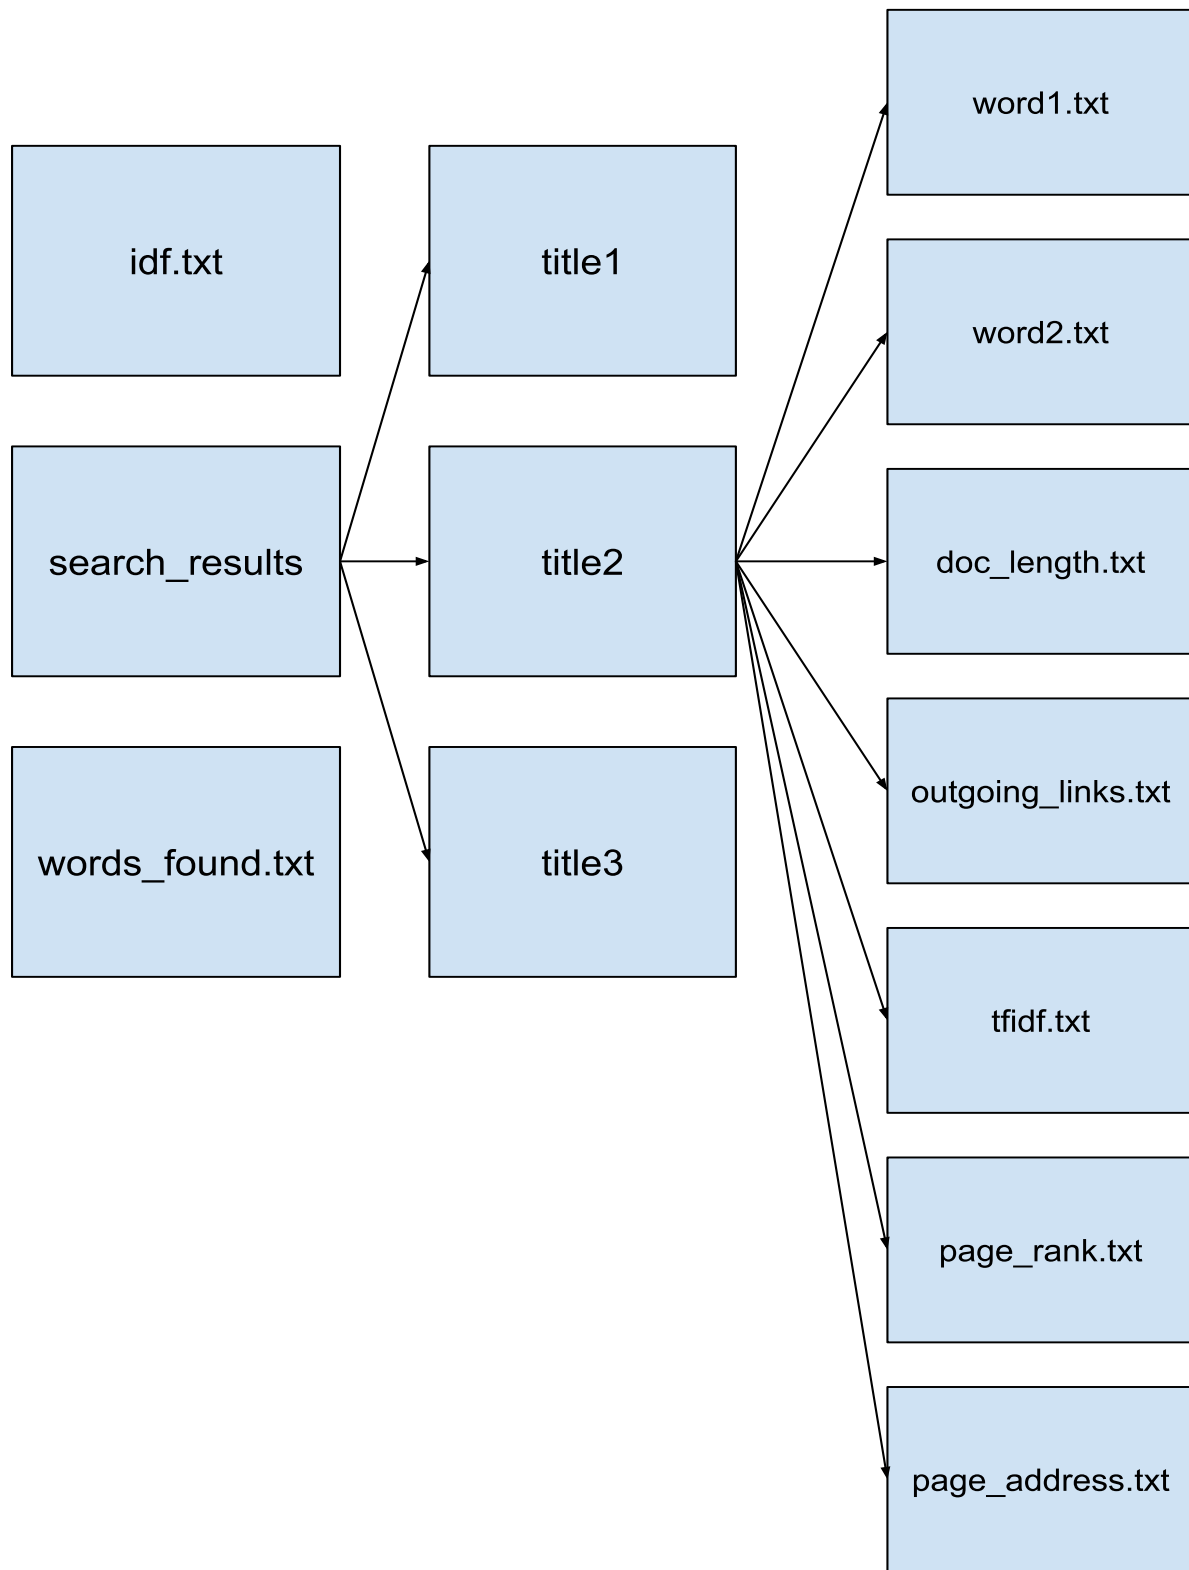 idf.txt
search_results
words_found.txt
title1
title2
title3
word1.txt
word2.txt
doc_length.txt
outgoing_links.txt
tfidf.txt
page_rank.txt
page_address.txt